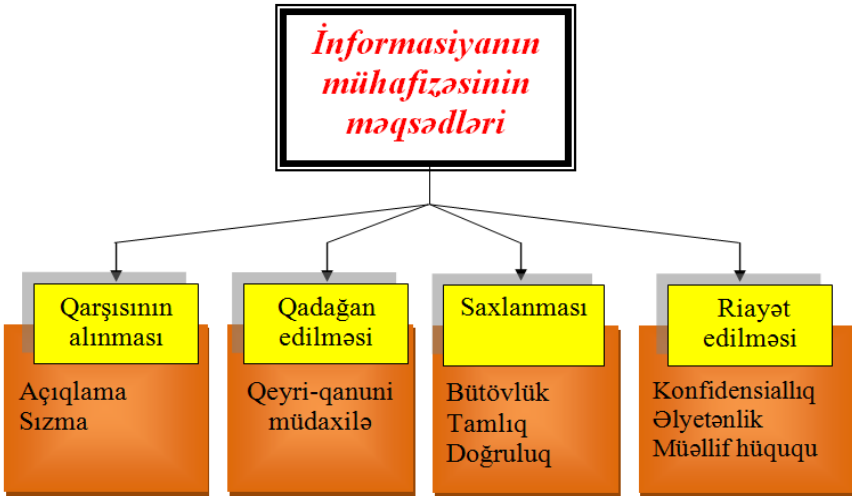 İnformasiyanın
mühafizəsinin
məqsədləri
Qarşısının
alınması
Açıqlama
Sızma
Qadağan
edilməsi
Qeyri-qanuni
müdaxilə
Saxlanması
Bütövlük
Tamlıq
Doğruluq
Riayət
edilməsi
Konfidensiallıq
Əlyetənlik
Müəllif hüququ